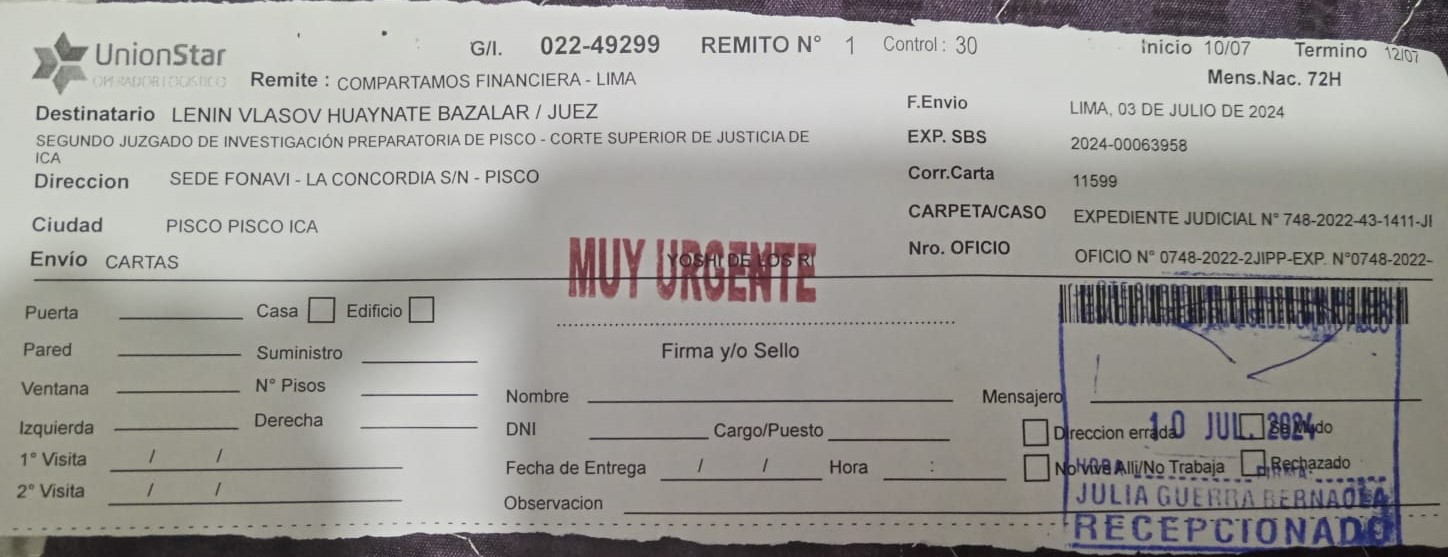 UnionStar
OPERADOR LOGISTICO
G/I. 022-49299 REMITO N° 1 Control : 30 Inicio 10/07 Termino 12/07
Remite : COMPARTAMOS FINANCIERA - LIMA Mens.Nac. 72H
Destinatario LENIN VLASOV HUAYNATE BAZALAR / JUEZ F.Envio LIMA, 03 DE JULIO DE 2024
SEGUNDO JUZGADO DE INVESTIGACIÓN PREPARATORIA DE PISCO - CORTE SUPERIOR DE JUSTICIA DE
ICA
EXP. SBS 2024-00063958
Direccion SEDE FONAVI - LA CONCORDIA S/N - PISCO Corr.Carta 11599
Ciudad PISCO PISCO ICA CARPETA/CASO EXPEDIENTE JUDICIAL N° 748-2022-43-1411-JI
Envío CARTAS Nro. OFICIO OFICIO N° 0748-2022-2JIPP-EXP. N°0748-2022-
MUY URGENTE
YOSHI DE LOS RI
Puerta Casa Edificio
Pared Suministro Firma y/o Sello
Ventana N° Pisos Nombre Mensajero
Izquierda Derecha DNI Cargo/Puesto Direccion errada Se Mudo
10 JUL. 2024
1° Visita / / Fecha de Entrega / / Hora : No Vive Alli/No Trabaja Rechazado
HORA FIRMA
2° Visita / / Observacion
JULIA GUERRA BERNAOLA
RECEPCIONADO